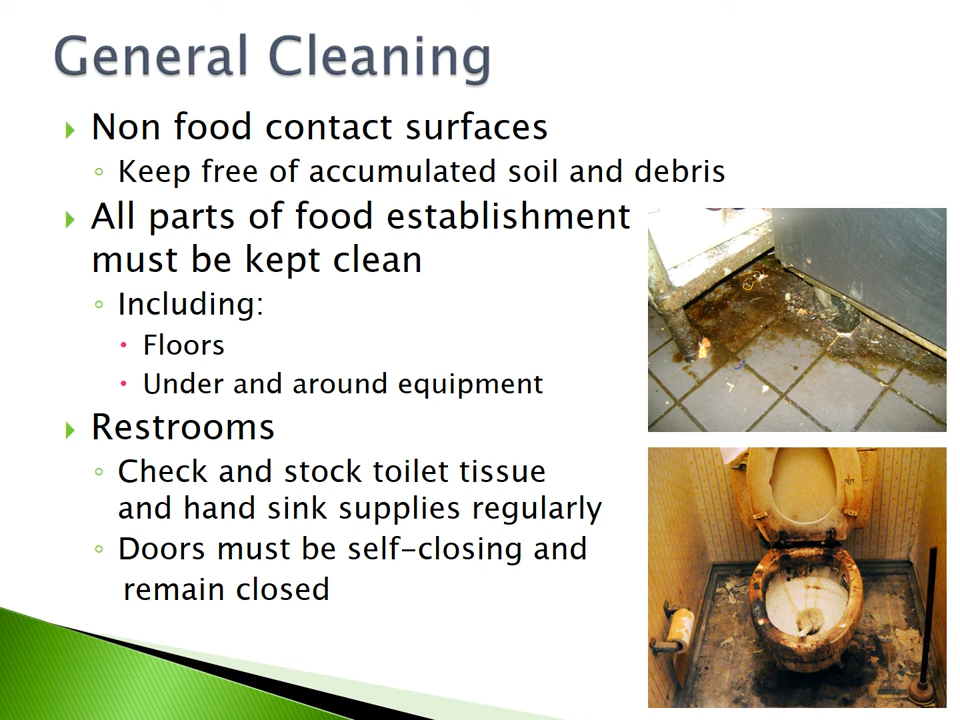 General Cleaning
Non food contact surfaces
Keep free of accumulated soil and debris
All parts of food establishment
must be kept clean
Including:
Floors
Under and around equipment
Restrooms
Check and stock toilet tissue
and hand sink supplies regularly
Doors must be self-closing and
remain closed